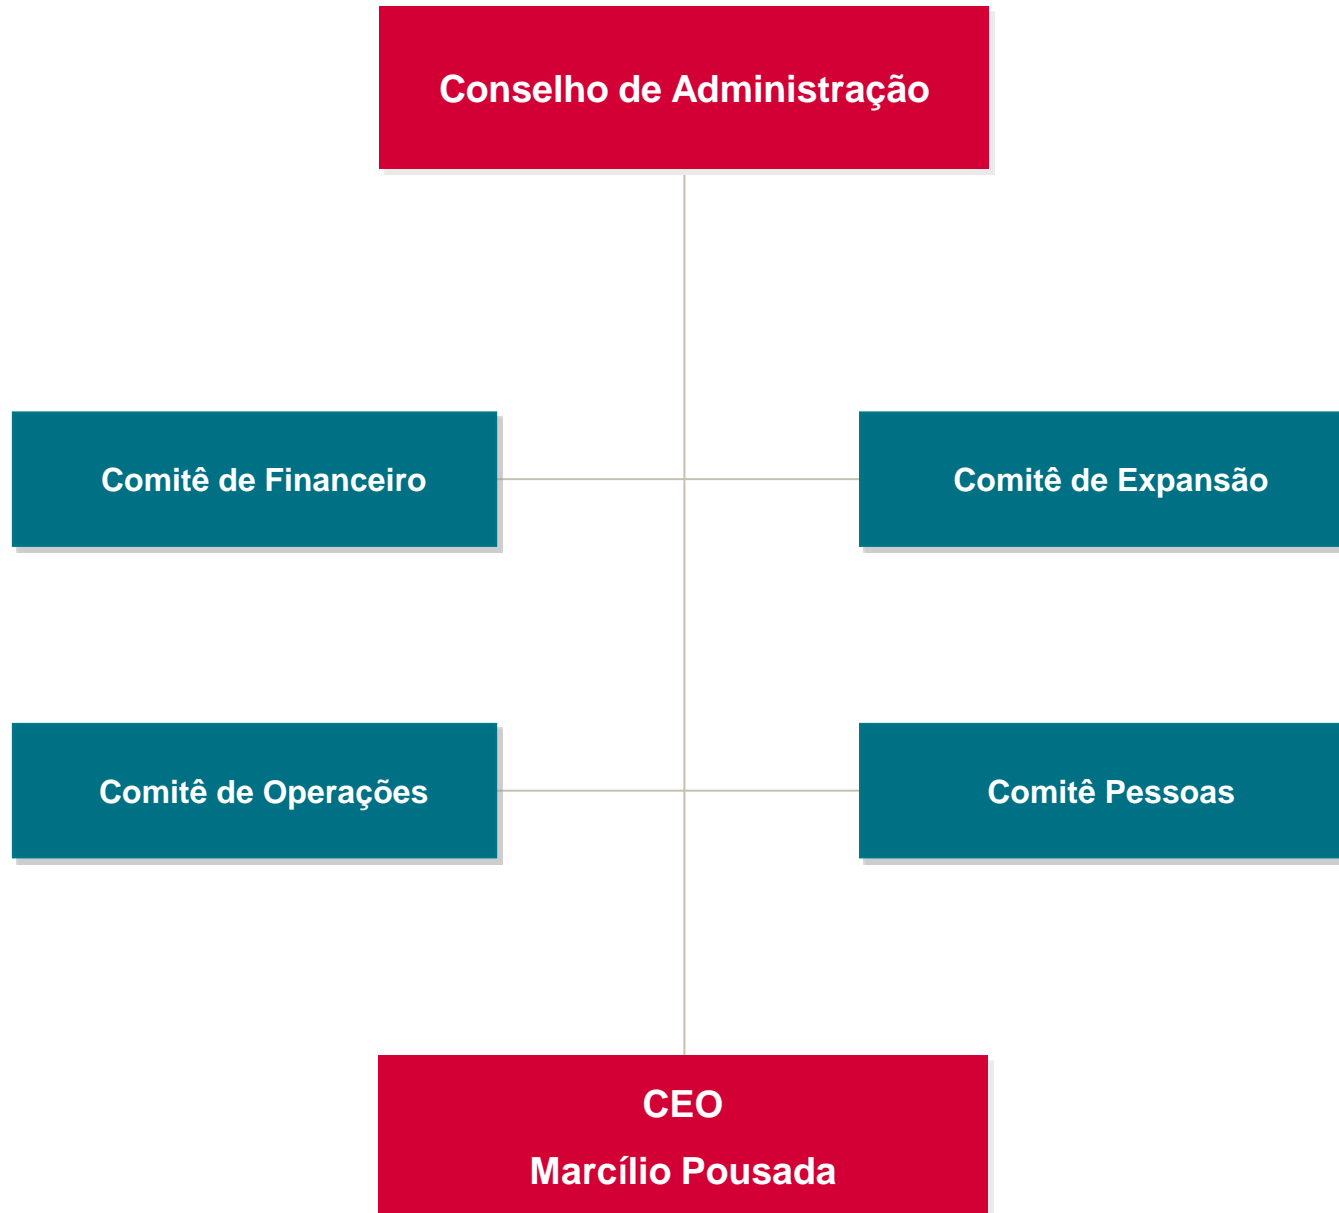 Conselho de Administração
Comitê de Financeiro
Comitê de Expansão
Comitê de Operações
Comitê Pessoas
CEO
Marcílio Pousada